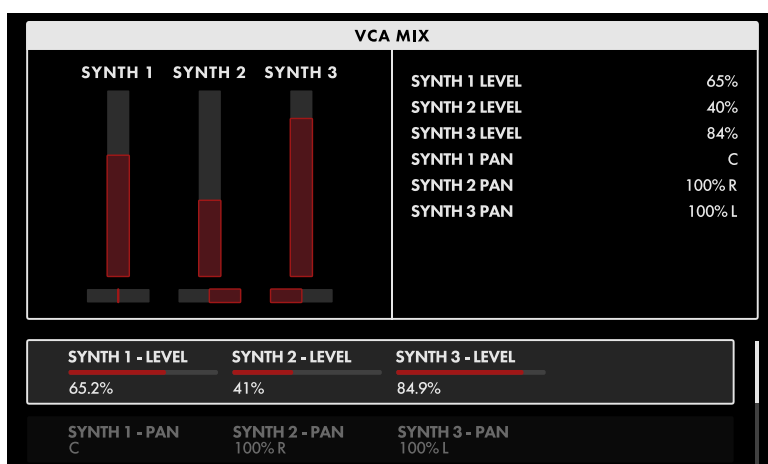 VCA MIX
SYNTH 1 SYNTH 2 SYNTH 3
SYNTH 1 LEVEL 65%
SYNTH 2 LEVEL 40%
SYNTH 3 LEVEL 84%
SYNTH 1 PAN C
SYNTH 2 PAN 100% R
SYNTH 3 PAN 100% L
SYNTH 1 - LEVEL SYNTH 2 - LEVEL SYNTH 3 - LEVEL
65.2% 41% 84.9%
SYNTH 1 - PAN SYNTH 2 - PAN SYNTH 3 - PAN
C 100% R 100% L